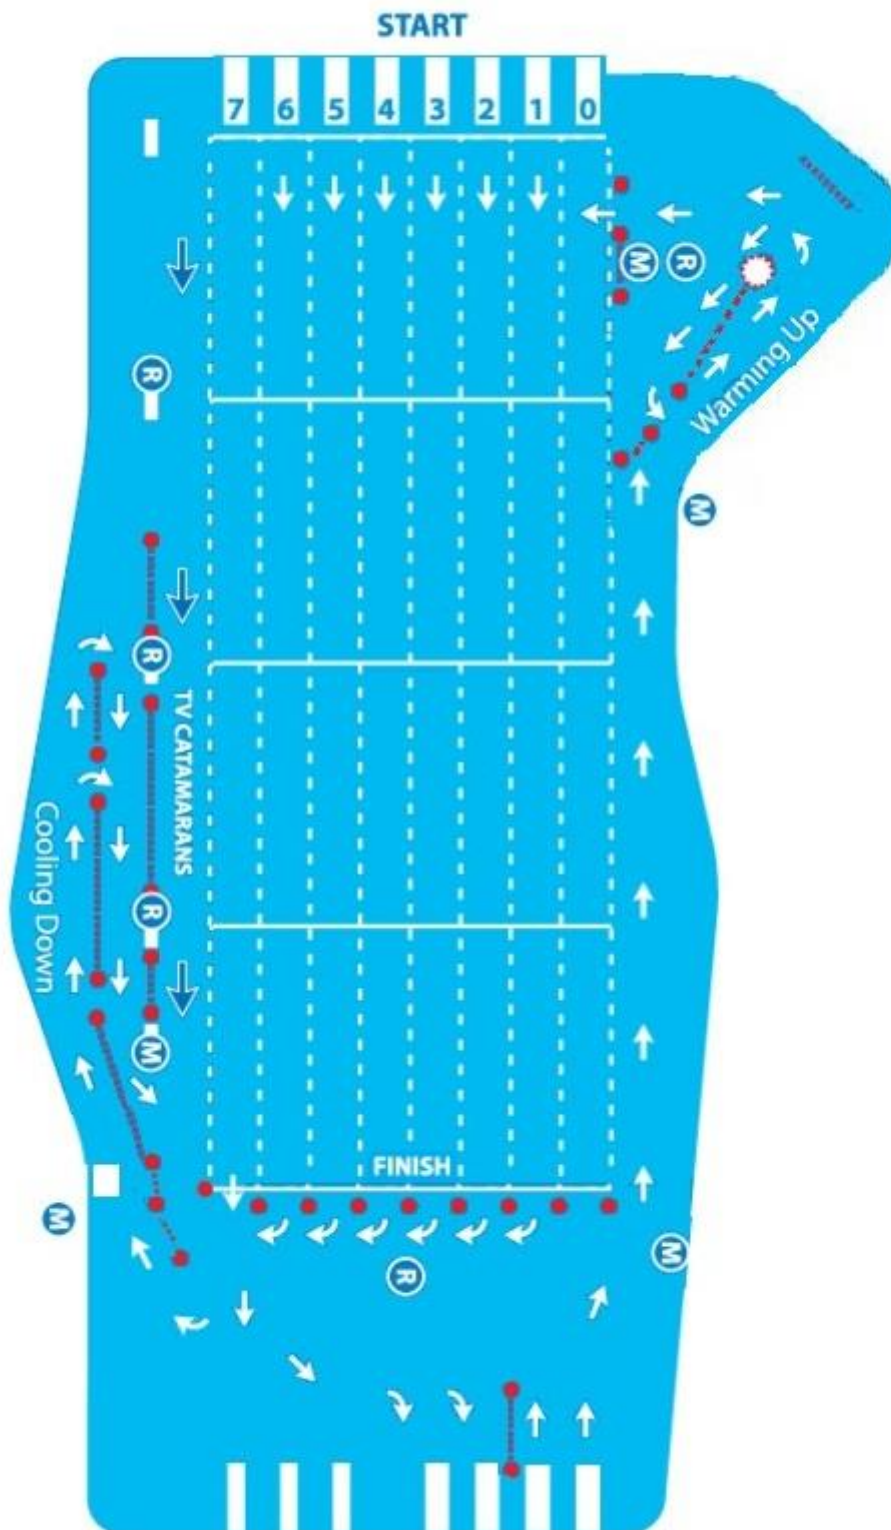 START
7 6 5 4 3 2 1 0
M R
R
Warming Up
M
R
TV CATAMARANS
Cooling Down
R
M
FINISH
M
M
R